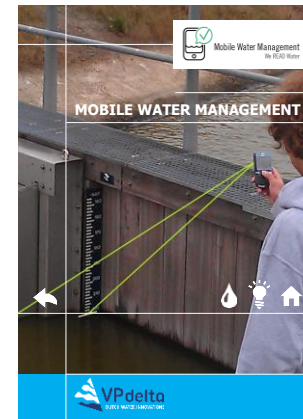 Mobile Water Management
We READ Water
MOBILE WATER MANAGEMENT
VPdelta
DUTCH WATER INNOVATIONS